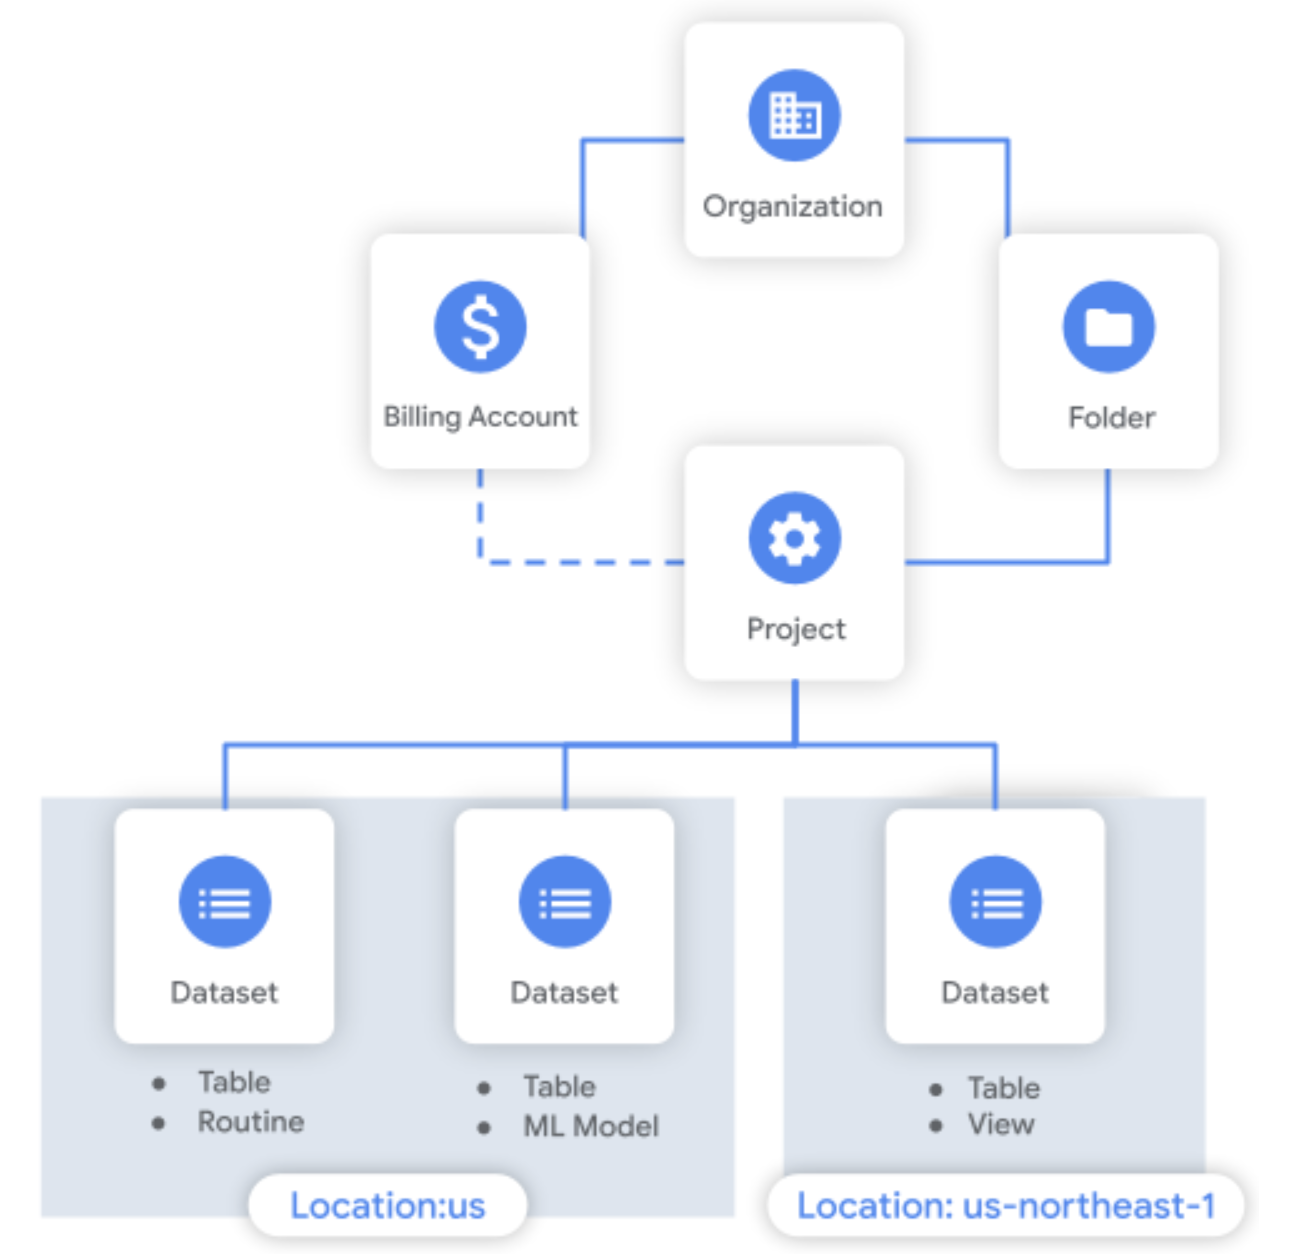 Organization
Billing Account
Folder
Project
Dataset
Dataset
Dataset
Table
Routine
Table
ML Model
Table
View
Location:us
Location: us-northeast-1